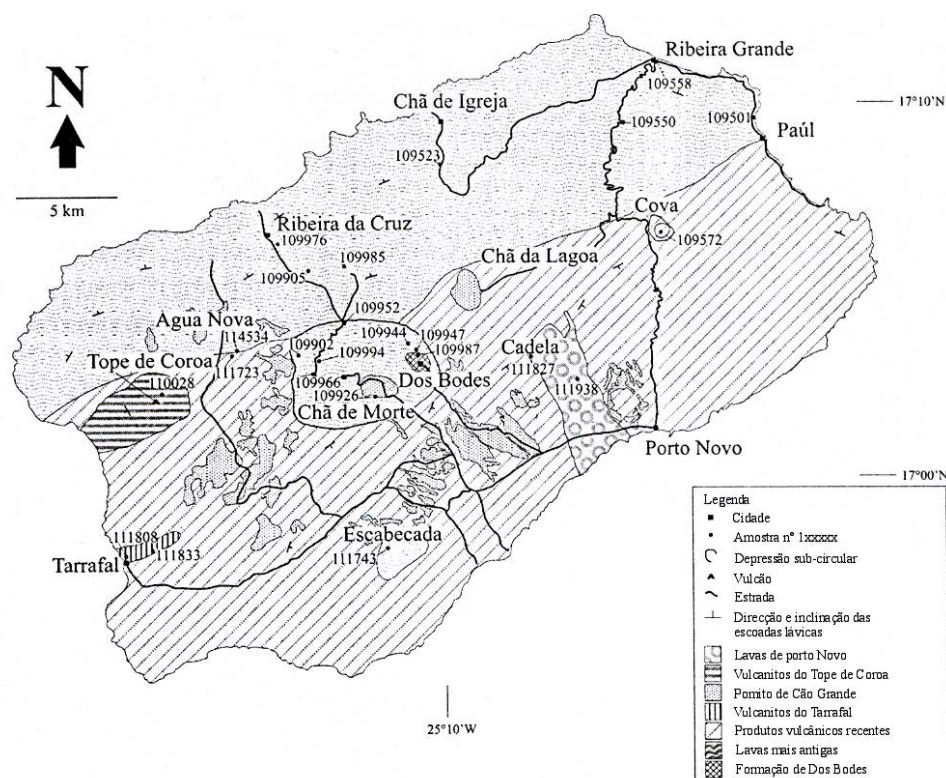 N
5 km
Ribeira Grande
109558
17°10'N
Chã de Igreja
109550
109501
Paúl
109523
Cova
Ribeira da Cruz
109976
109572
109985
Chã da Lagoa
109905
109952
Agua Nova
109944
109947
114534
109902
109987
Cadela
Tope de Coroa
109994
111723
Dos Bodes
111827
110028
109966
111938
109926
Chã de Morte
Porto Novo
17°00'N
Escabecada
111808
111833
111743
Tarrafal
25°10'W
Legenda
Cidade
Amostra nº 1xxxxx
Depressão sub-circular
Vulcão
Estrada
Direcção e inclinação das
escoadas lávicas
Lavas de porto Novo
Vulcanitos do Tope de Coroa
Pomito de Cão Grande
Vulcanitos do Tarrafal
Produtos vulcânicos recentes
Lavas mais antigas
Formação de Dos Bodes